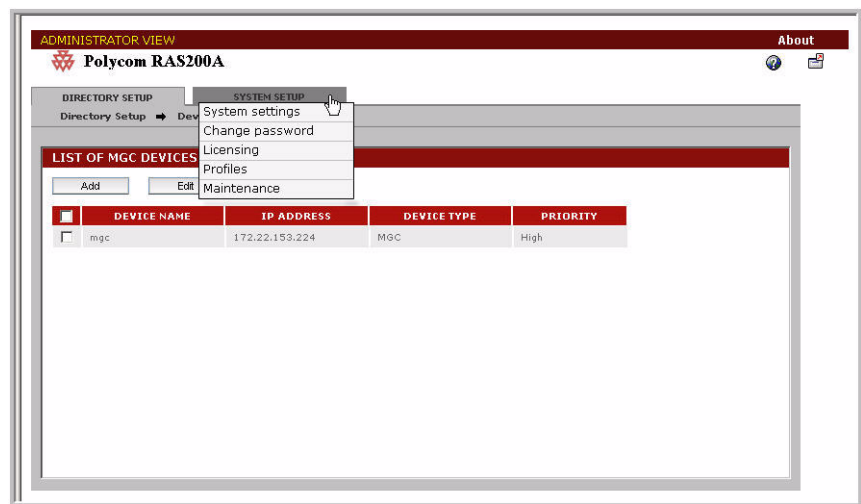 ADMINISTRATOR VIEW About
Polycom RAS200A
DIRECTORY SETUP SYSTEM SETUP
Directory Setup ➡ Dev
System settings
Change password
Licensing
Profiles
Maintenance
LIST OF MGC DEVICES
Add Edit
DEVICE NAME IP ADDRESS DEVICE TYPE PRIORITY
mgc 172.22.153.224 MGC High